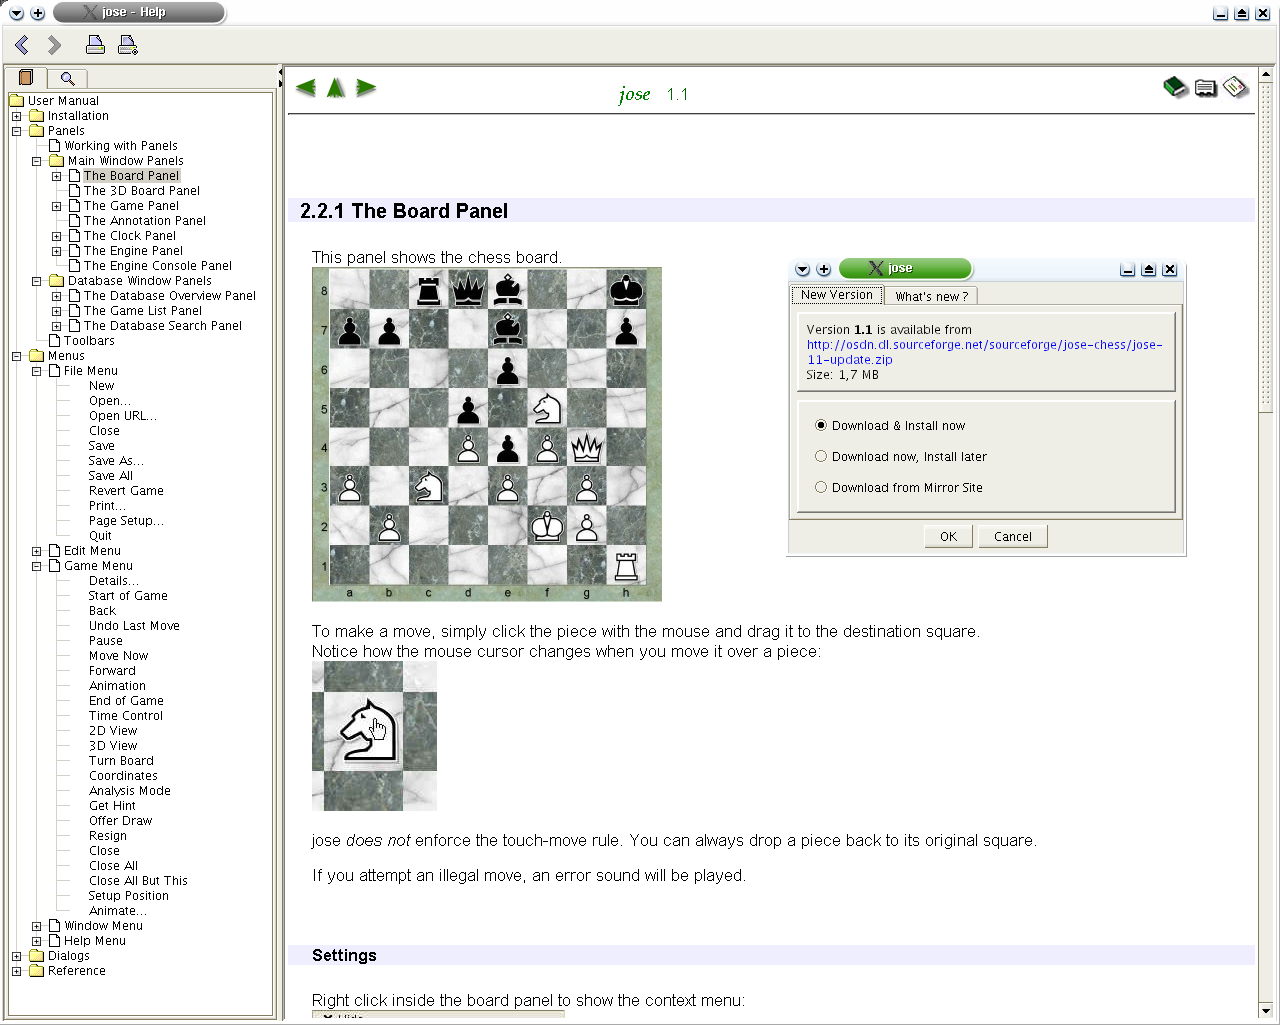 jose - Help
User Manual
Installation
Panels
Working with Panels
Main Window Panels
The Board Panel
The 3D Board Panel
The Game Panel
The Annotation Panel
The Clock Panel
The Engine Panel
The Engine Console Panel
Database Window Panels
The Database Overview Panel
The Game List Panel
The Database Search Panel
Toolbars
Menus
File Menu
New
Open...
Open URL...
Close
Save
Save As...
Save All
Revert Game
Print...
Page Setup...
Quit
Edit Menu
Game Menu
Details...
Start of Game
Back
Undo Last Move
Pause
Move Now
Forward
Animation
End of Game
Time Control
2D View
3D View
Turn Board
Coordinates
Analysis Mode
Get Hint
Offer Draw
Resign
Close
Close All
Close All But This
Setup Position
Animate...
Window Menu
Help Menu
Dialogs
Reference
jose 1.1
2.2.1 The Board Panel
This panel shows the chess board.
8
7
6
5
4
3
2
1
a b c d e f g h
jose
New Version What's new ?
Version 1.1 is available from
http://osdn.dl.sourceforge.net/sourceforge/jose-chess/jose-
11-update.zip
Size: 1,7 MB
Download & Install now
Download now, Install later
Download from Mirror Site
OK Cancel
To make a move, simply click the piece with the mouse and drag it to the destination square.
Notice how the mouse cursor changes when you move it over a piece:
jose does not enforce the touch-move rule. You can always drop a piece back to its original square.
If you attempt an illegal move, an error sound will be played.
Settings
Right click inside the board panel to show the context menu: